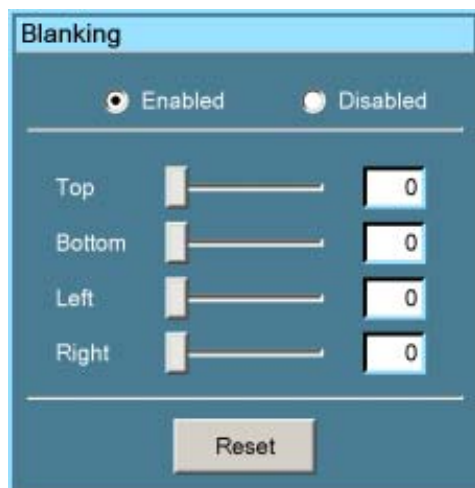 Blanking
Enabled Disabled
Top 0
Bottom 0
Left 0
Right 0
Reset